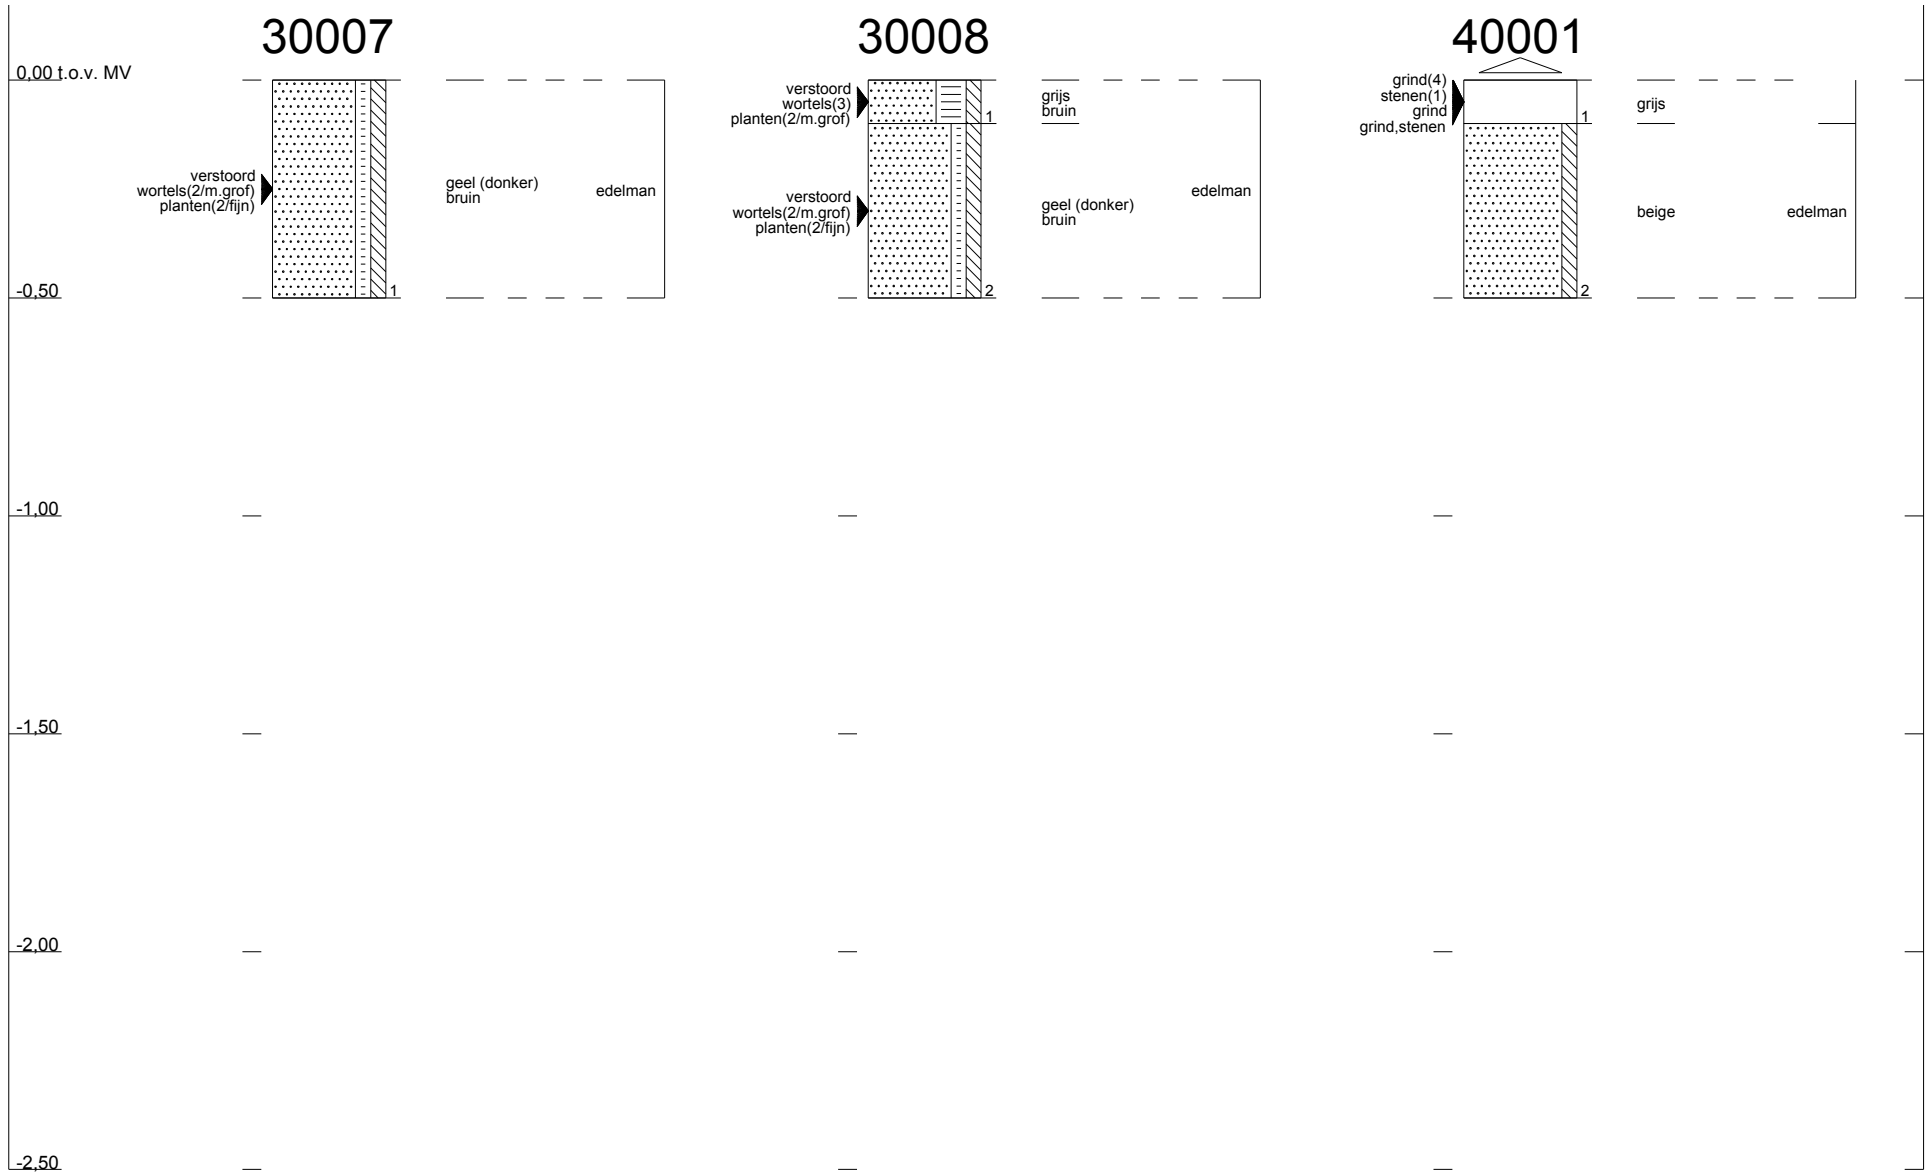 30007
30008
40001
0,00 t.o.v. MV
verstoord
wortels(2/m.grof)
planten(2/fijn)
1
geel (donker)
bruin
edelman
verstoord
wortels(3)
planten(2/m.grof)
1
grijs
bruin
verstoord
wortels(2/m.grof)
planten(2/fijn)
2
geel (donker)
bruin
edelman
grind(4)
stenen(1)
grind
grind,stenen
1
grijs
2
beige
edelman
-0,50
-1,00
-1,50
-2,00
-2,50